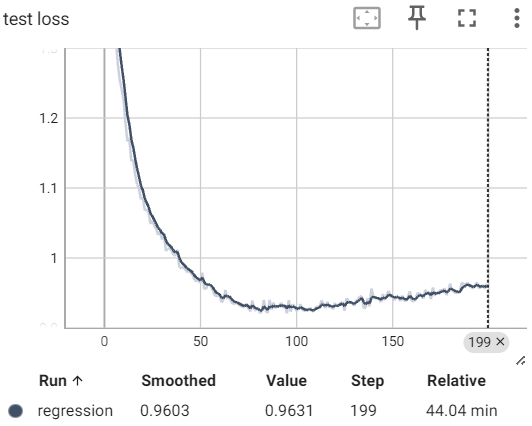 test loss
1.2
1.1
1
0 50 100 150 199 ×
Run ↑ Smoothed Value Step Relative
regression 0.9603 0.9631 199 44.04 min